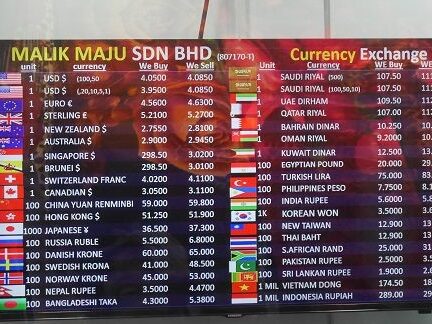 MALIK MAJU SDN BHD (807170-T) Currency Exchange
unit currency We Buy We Sell unit Currency WE Buy WE
1 USD $ (100,50 4.0500 4.0850 1 SAUDI RIYAL (500) 107.50
1 USD $ (.20,10,5,1) 3.9500 4.0850 1 SAUDI RIYAL (100,50,10) 107.50
1 EURO € 4.5600 4.6300 1 UAE DIRHAM 109.50
1 STERLING £ 5.2100 5.2700 1 QATAR RIYAL 107.00
1 NEW ZEALAND $ 2.7550 2.8100 1 BAHRAIN DINAR 10.250
1 AUSTRALIA $ 2.9000 2.9450 1 OMAN RIYAL 9.2000
1 SINGAPORE $ 298.50 3.0200 1 KUWAIT DINAR 12.500
1 BRUNEI $ 298.50 3.0100 100 EGYPTIAN POUND 20.000
1 SWITZERLAND FRANC 4.0200 4.1100 100 TURKISH LIRA 75.000
1 CANADIAN $ 3.0500 3.1100 100 PHILIPPINES PESO 7.7500
100 CHINA YUAN RENMINBI 59.000 59.800 100 INDIA RUPEE 5.6000
100 HONG KONG $ 51.250 51.900 100 KOREAN WON 3.5000
1000 JAPANESE ¥ 36.500 37.300 100 NEW TAIWAN 12.900
100 RUSSIA RUBLE 5.5000 6.8000 100 THAI BAHT 12.900
100 DANISH KRONE 60.000 65.000 100 S.AFRICAN RAND 25.000
100 SWEDISH KRONA 41.000 48.500 100 PAKISTAN RUPEE 2.5000
100 NORWAY KRONE 45.000 53.000 100 SRI LANKAN RUPEE 1.9000
100 NEPAL RUPEE 3.5000 4.4700 1 MIL VIETNAM DONG 174.50
100 BANGLADESHI TAKA 4.3000 5.3800 1 MIL INDONESIA RUPIAH 289.00